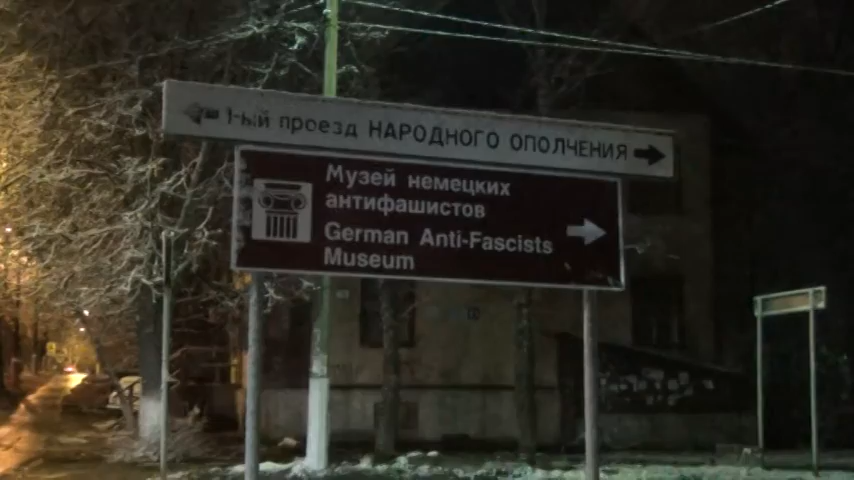 1-ый проезд НАРОДНОГО ОПОЛЧЕНИЯ
Музей немецких
антифашистов
German Anti-Fascists
Museum